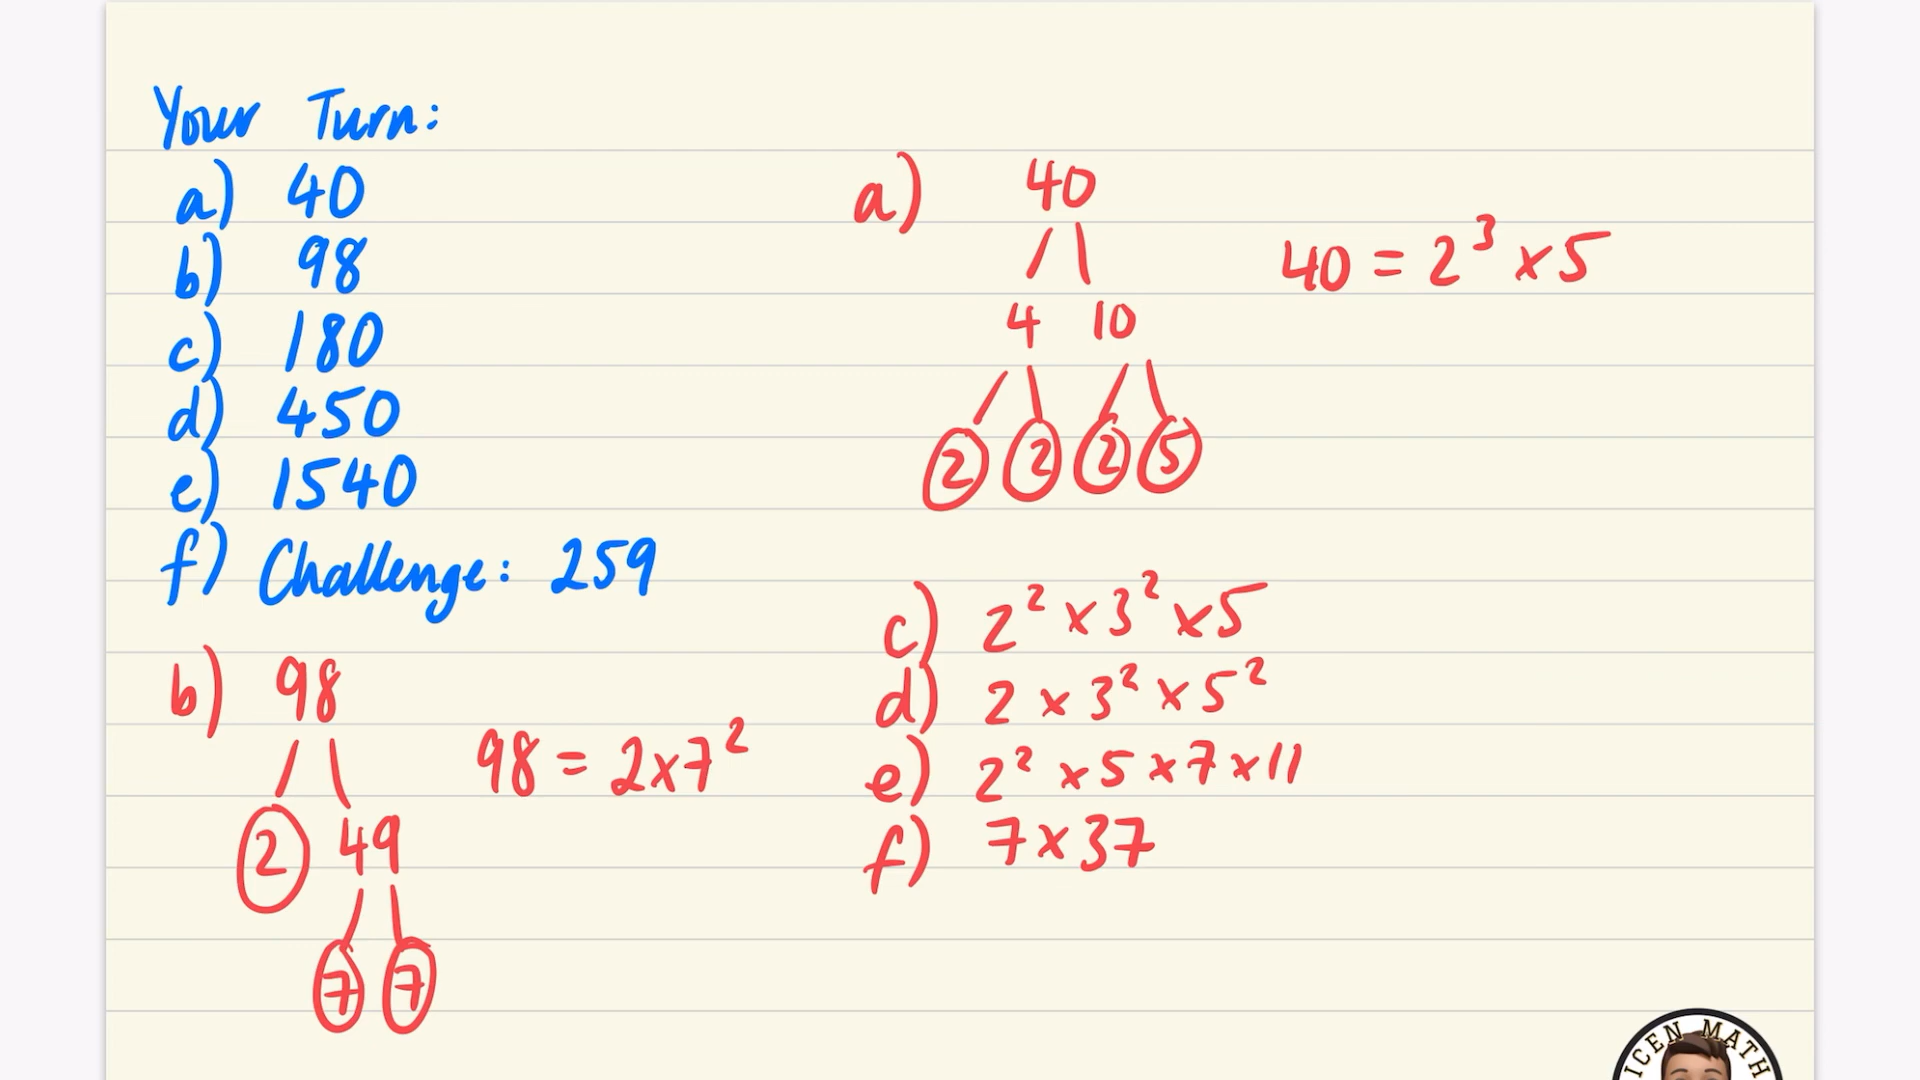 Your Turn:
a) 40
b) 98
c) 180
d) 450
e) 1540
f) Challenge: 259
b) 98
2 49
7 7
98 = 2×7²
a) 40
4 10
2 2 2 5
40 = 2³ × 5
c) 2² × 3² × 5
d) 2 × 3² × 5²
e) 2² × 5 × 7 × 11
f) 7 × 37
ICEN MATH